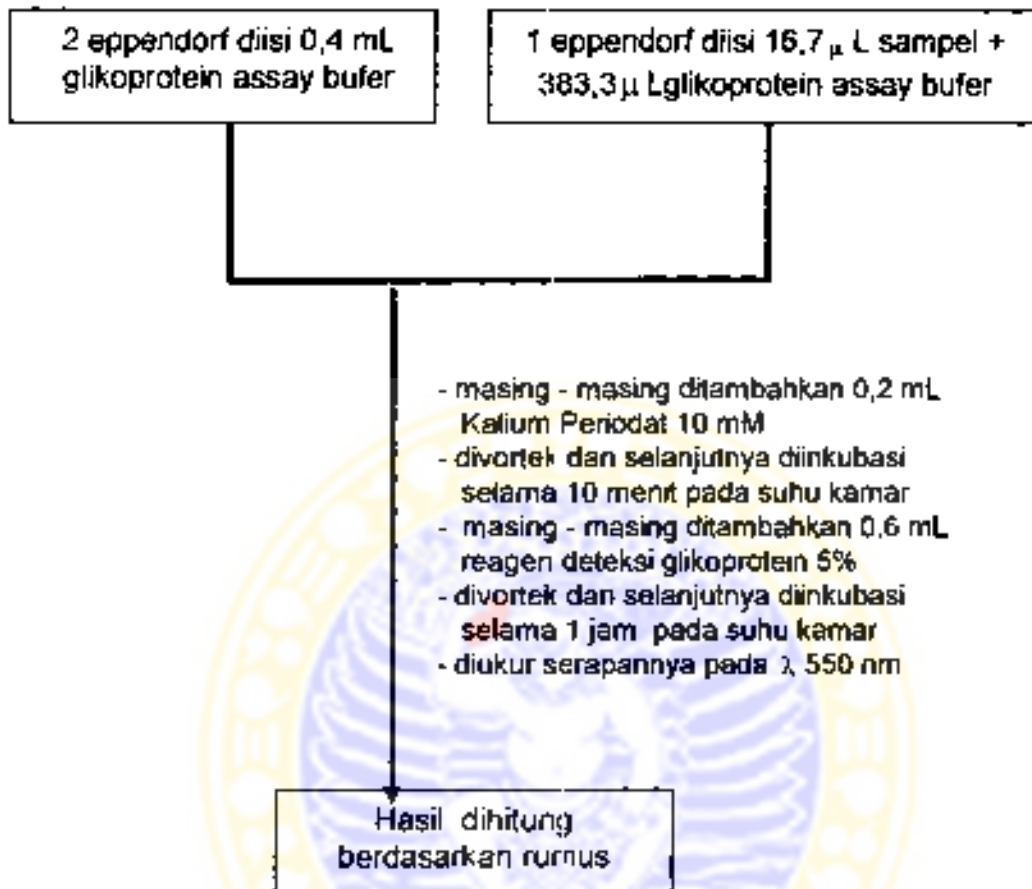 2 eppendorf diisi 0,4 mL
glikoprotein assay bufer
1 eppendorf diisi 16,7 μ L sampel +
383,3 μ Lglikoprotein assay bufer
- masing - masing ditambahkan 0,2 mL
Kalium Periodat 10 mM
- divortek dan selanjutnya diinkubasi
selama 10 menit pada suhu kamar
- masing - masing ditambahkan 0,6 mL
reagen deteksi glikoprotein 5%
- divortek dan selanjutnya diinkubasi
selama 1 jam pada suhu kamar
- diukur serapannya pada λ 550 nm
Hasil dihitung
berdasarkan rumus